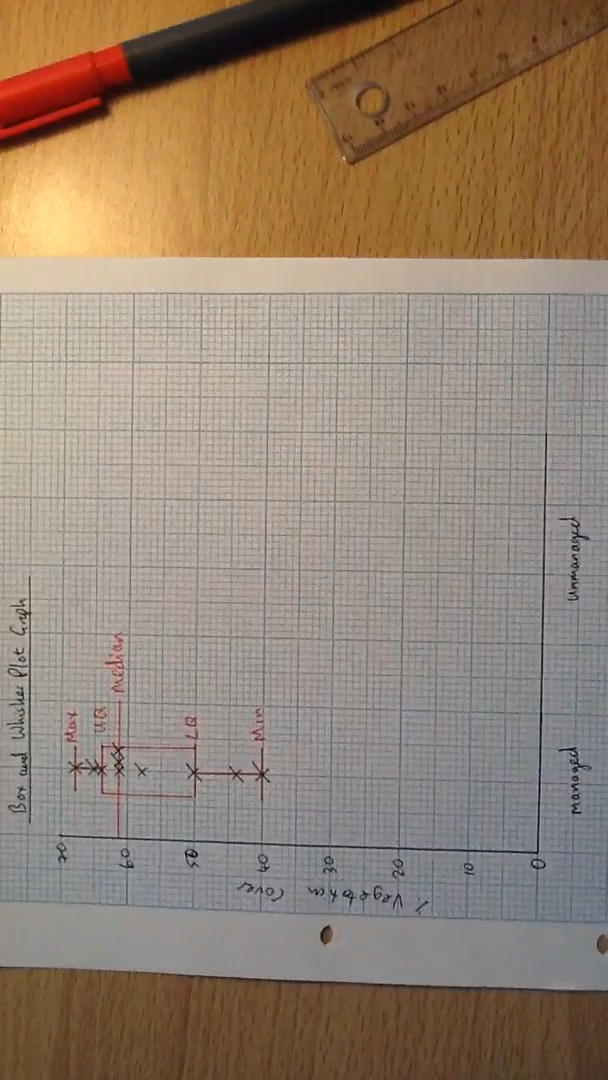 Box and Whisker Plot Graph
70
60
50
40
30
20
10
0
% Vegetation
Cover
Max
UQ
Median
LQ
Min
Managed
Unmanaged